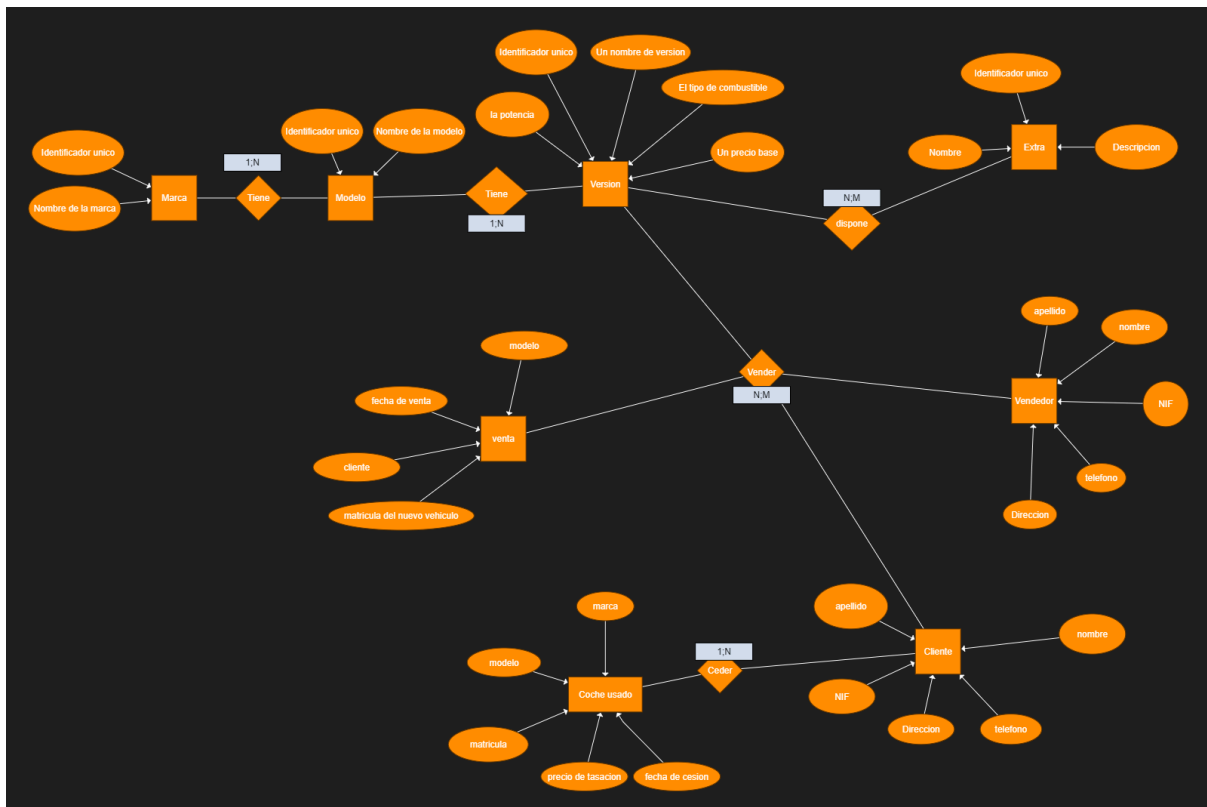 Identificador unico
Un nombre de version
Identificador unico
El tipo de combustible
la potencia
Identificador unico
Nombre de la modelo
Identificador unico
1;N
Un precio base
Nombre
Extra
Descripcion
Marca
Tiene
Modelo
Tiene
Version
Nombre de la marca
1;N
N;M
dispone
apellido
nombre
modelo
Vender
N;M
fecha de venta
Vendedor
NIF
venta
cliente
telefono
matricula del nuevo vehiculo
Direccion
marca
apellido
nombre
1;N
Cliente
modelo
Ceder
Coche usado
NIF
Direccion
telefono
matricula
precio de tasacion
fecha de cesion